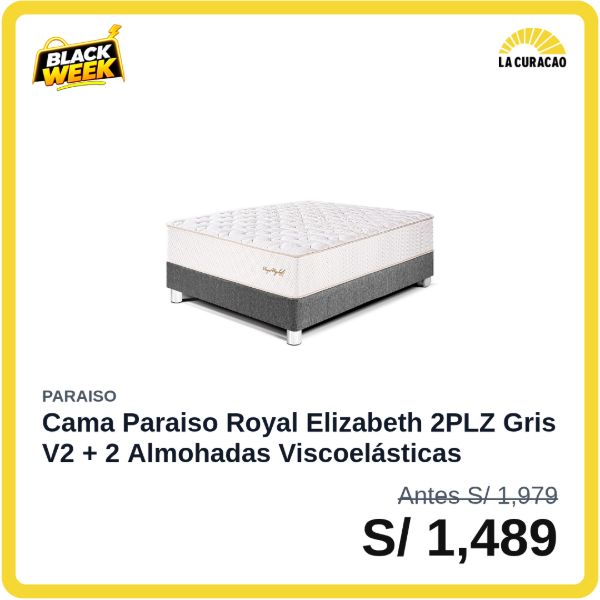 BLACK
WEEK
LA CURACAO
PARAISO
Cama Paraiso Royal Elizabeth 2PLZ Gris
V2 + 2 Almohadas Viscoelásticas
Antes S/ 1,979
S/ 1,489